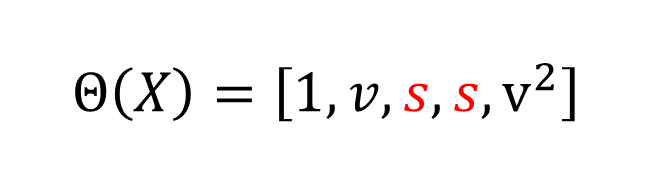 Θ(X) = [1, v, s, s, v²]